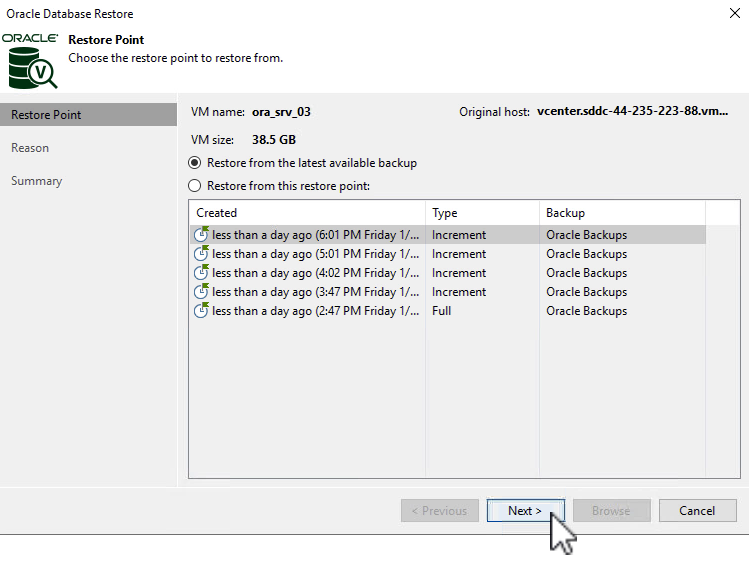 Oracle Database Restore
ORACLE
Restore Point
Choose the restore point to restore from.
V
Restore Point
Reason
Summary
VM name: ora_srv_03 Original host: vcenter.sddc-44-235-223-88.vm...
VM size: 38.5 GB
Restore from the latest available backup
Restore from this restore point:
Created Type Backup
less than a day ago (6:01 PM Friday 1/... Increment Oracle Backups
less than a day ago (5:01 PM Friday 1/... Increment Oracle Backups
less than a day ago (4:02 PM Friday 1/... Increment Oracle Backups
less than a day ago (3:47 PM Friday 1/... Increment Oracle Backups
less than a day ago (2:47 PM Friday 1/... Full Oracle Backups
< Previous Next > Browse Cancel